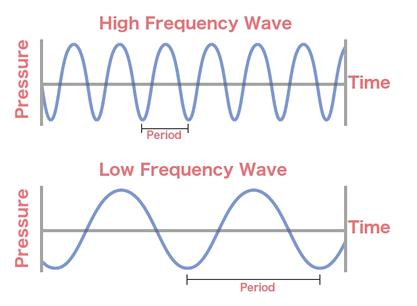 High Frequency Wave
Pressure
Time
Period
Low Frequency Wave
Pressure
Time
Period